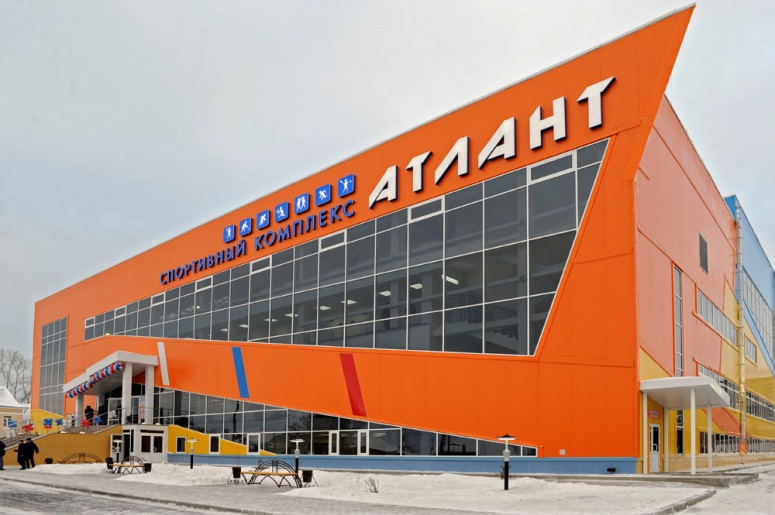 СПОРТИВНЫЙ КОМПЛЕКС АТЛАНТ